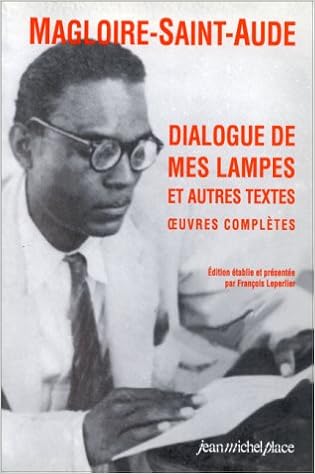 MAGLOIRE-SAINT-AUDE
DIALOGUE DE
MES LAMPES
ET AUTRES TEXTES
ŒUVRES COMPLÈTES
Édition établie et présentée
par François Leperlier
jeanmichelplace